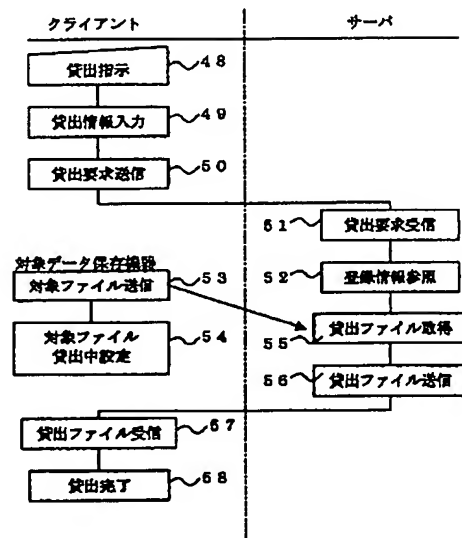 クライアント
サーバ
貸出指示
48
貸出情報入力
49
貸出要求送信
50
51
貸出要求受信
52
登録情報参照
対象データ保存機器
対象ファイル送信
53
対象ファイル
貸出中設定
54
貸出ファイル取得
55
56
貸出ファイル送信
貸出ファイル受信
57
貸出完了
58